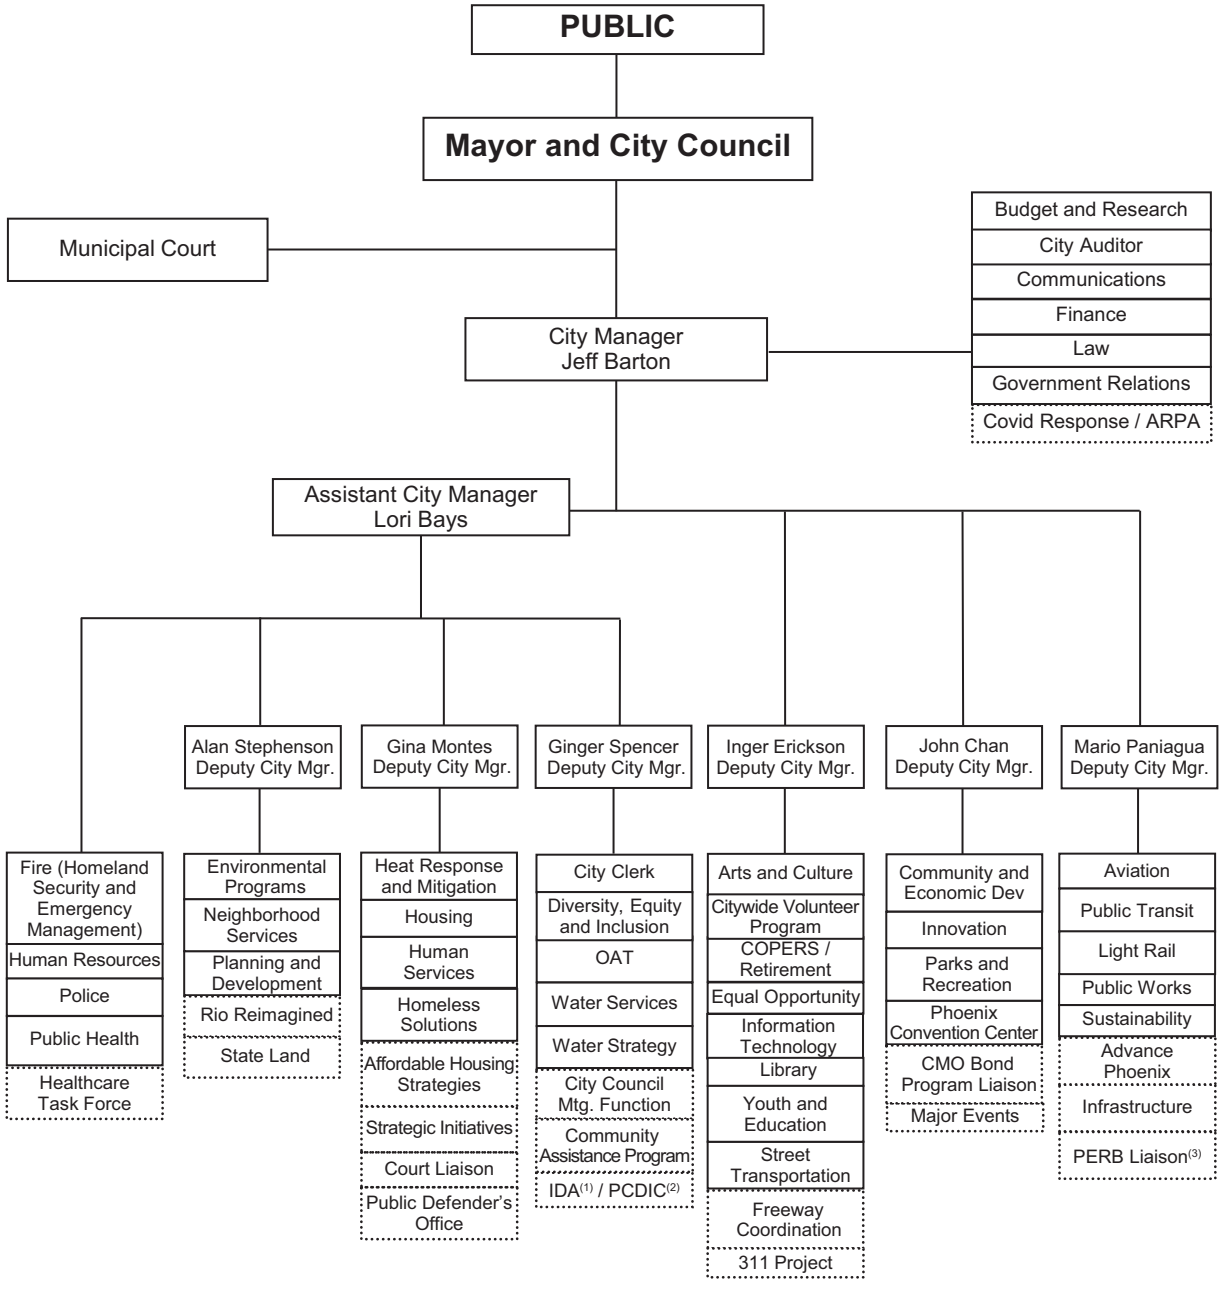 PUBLIC
Mayor and City Council
Municipal Court
Budget and Research
City Auditor
Communications
Finance
Law
Government Relations
Covid Response / ARPA
City Manager
Jeff Barton
Assistant City Manager
Lori Bays
Alan Stephenson
Deputy City Mgr.
Gina Montes
Deputy City Mgr.
Ginger Spencer
Deputy City Mgr.
Inger Erickson
Deputy City Mgr.
John Chan
Deputy City Mgr.
Mario Paniagua
Deputy City Mgr.
Fire (Homeland
Security and
Emergency
Management)
Human Resources
Police
Public Health
Healthcare
Task Force
Environmental
Programs
Neighborhood
Services
Planning and
Development
Rio Reimagined
State Land
Heat Response
and Mitigation
Housing
Human
Services
Homeless
Solutions
Affordable Housing
Strategies
Strategic Initiatives
Court Liaison
Public Defender's
Office
City Clerk
Diversity, Equity
and Inclusion
OAT
Water Services
Water Strategy
City Council
Mtg. Function
Community
Assistance Program
IDA(1) / PCDIC(2)
Arts and Culture
Citywide Volunteer
Program
COPERS /
Retirement
Equal Opportunity
Information
Technology
Library
Youth and
Education
Street
Transportation
Freeway
Coordination
311 Project
Community and
Economic Dev
Innovation
Parks and
Recreation
Phoenix
Convention Center
CMO Bond
Program Liaison
Major Events
Aviation
Public Transit
Light Rail
Public Works
Sustainability
Advance
Phoenix
Infrastructure
PERB Liaison(3)